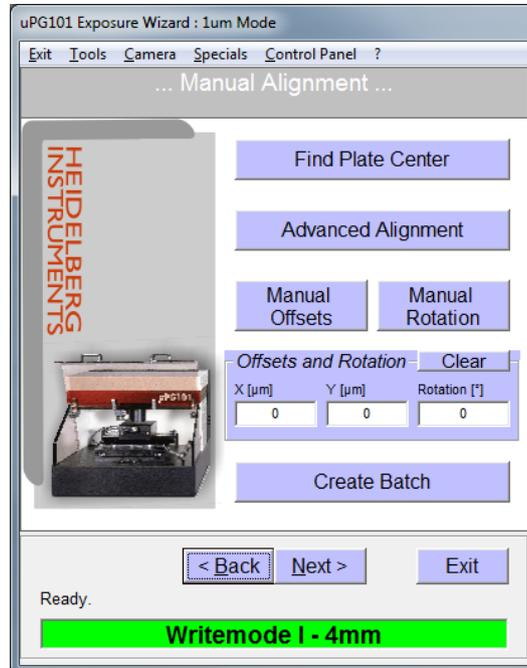 uPG101 Exposure Wizard : 1um Mode
Exit Tools Camera Specials Control Panel ?
... Manual Alignment ...
HEIDELBERG
INSTRUMENTS
Find Plate Center
Advanced Alignment
Manual Offsets
Manual Rotation
Offsets and Rotation
Clear
X [µm] Y [µm] Rotation [°]
0 0 0
µPG101
Create Batch
< Back Next > Exit
Ready.
Writemode I - 4mm